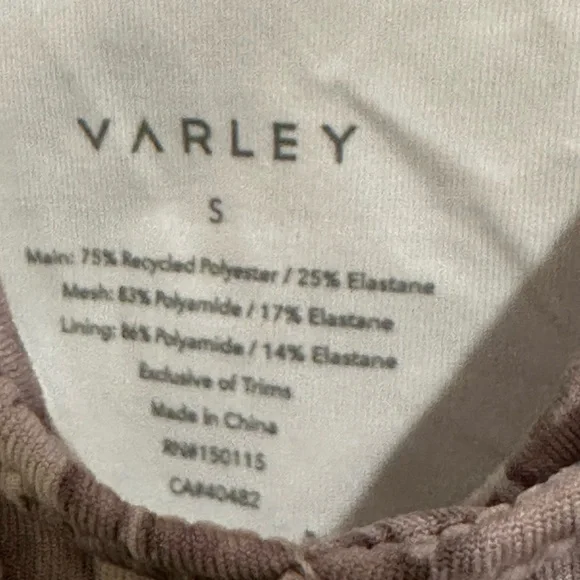 VARLEY
S
Main: 75% Recycled Polyester / 25% Elastane
Mesh: 83% Polyamide / 17% Elastane
Lining: 86% Polyamide / 14% Elastane
Exclusive of Trims
Made in China
RN#150115
CA#40482